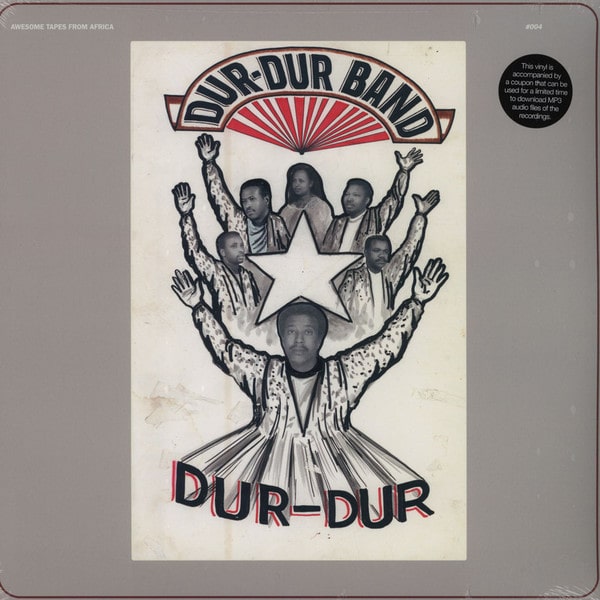 AWESOME TAPES FROM AFRICA
#004
DUR-DUR BAND
This vinyl is
accompanied by
a coupon that can be
used for a limited time
to download MP3
audio files of the
recordings.
DUR-DUR